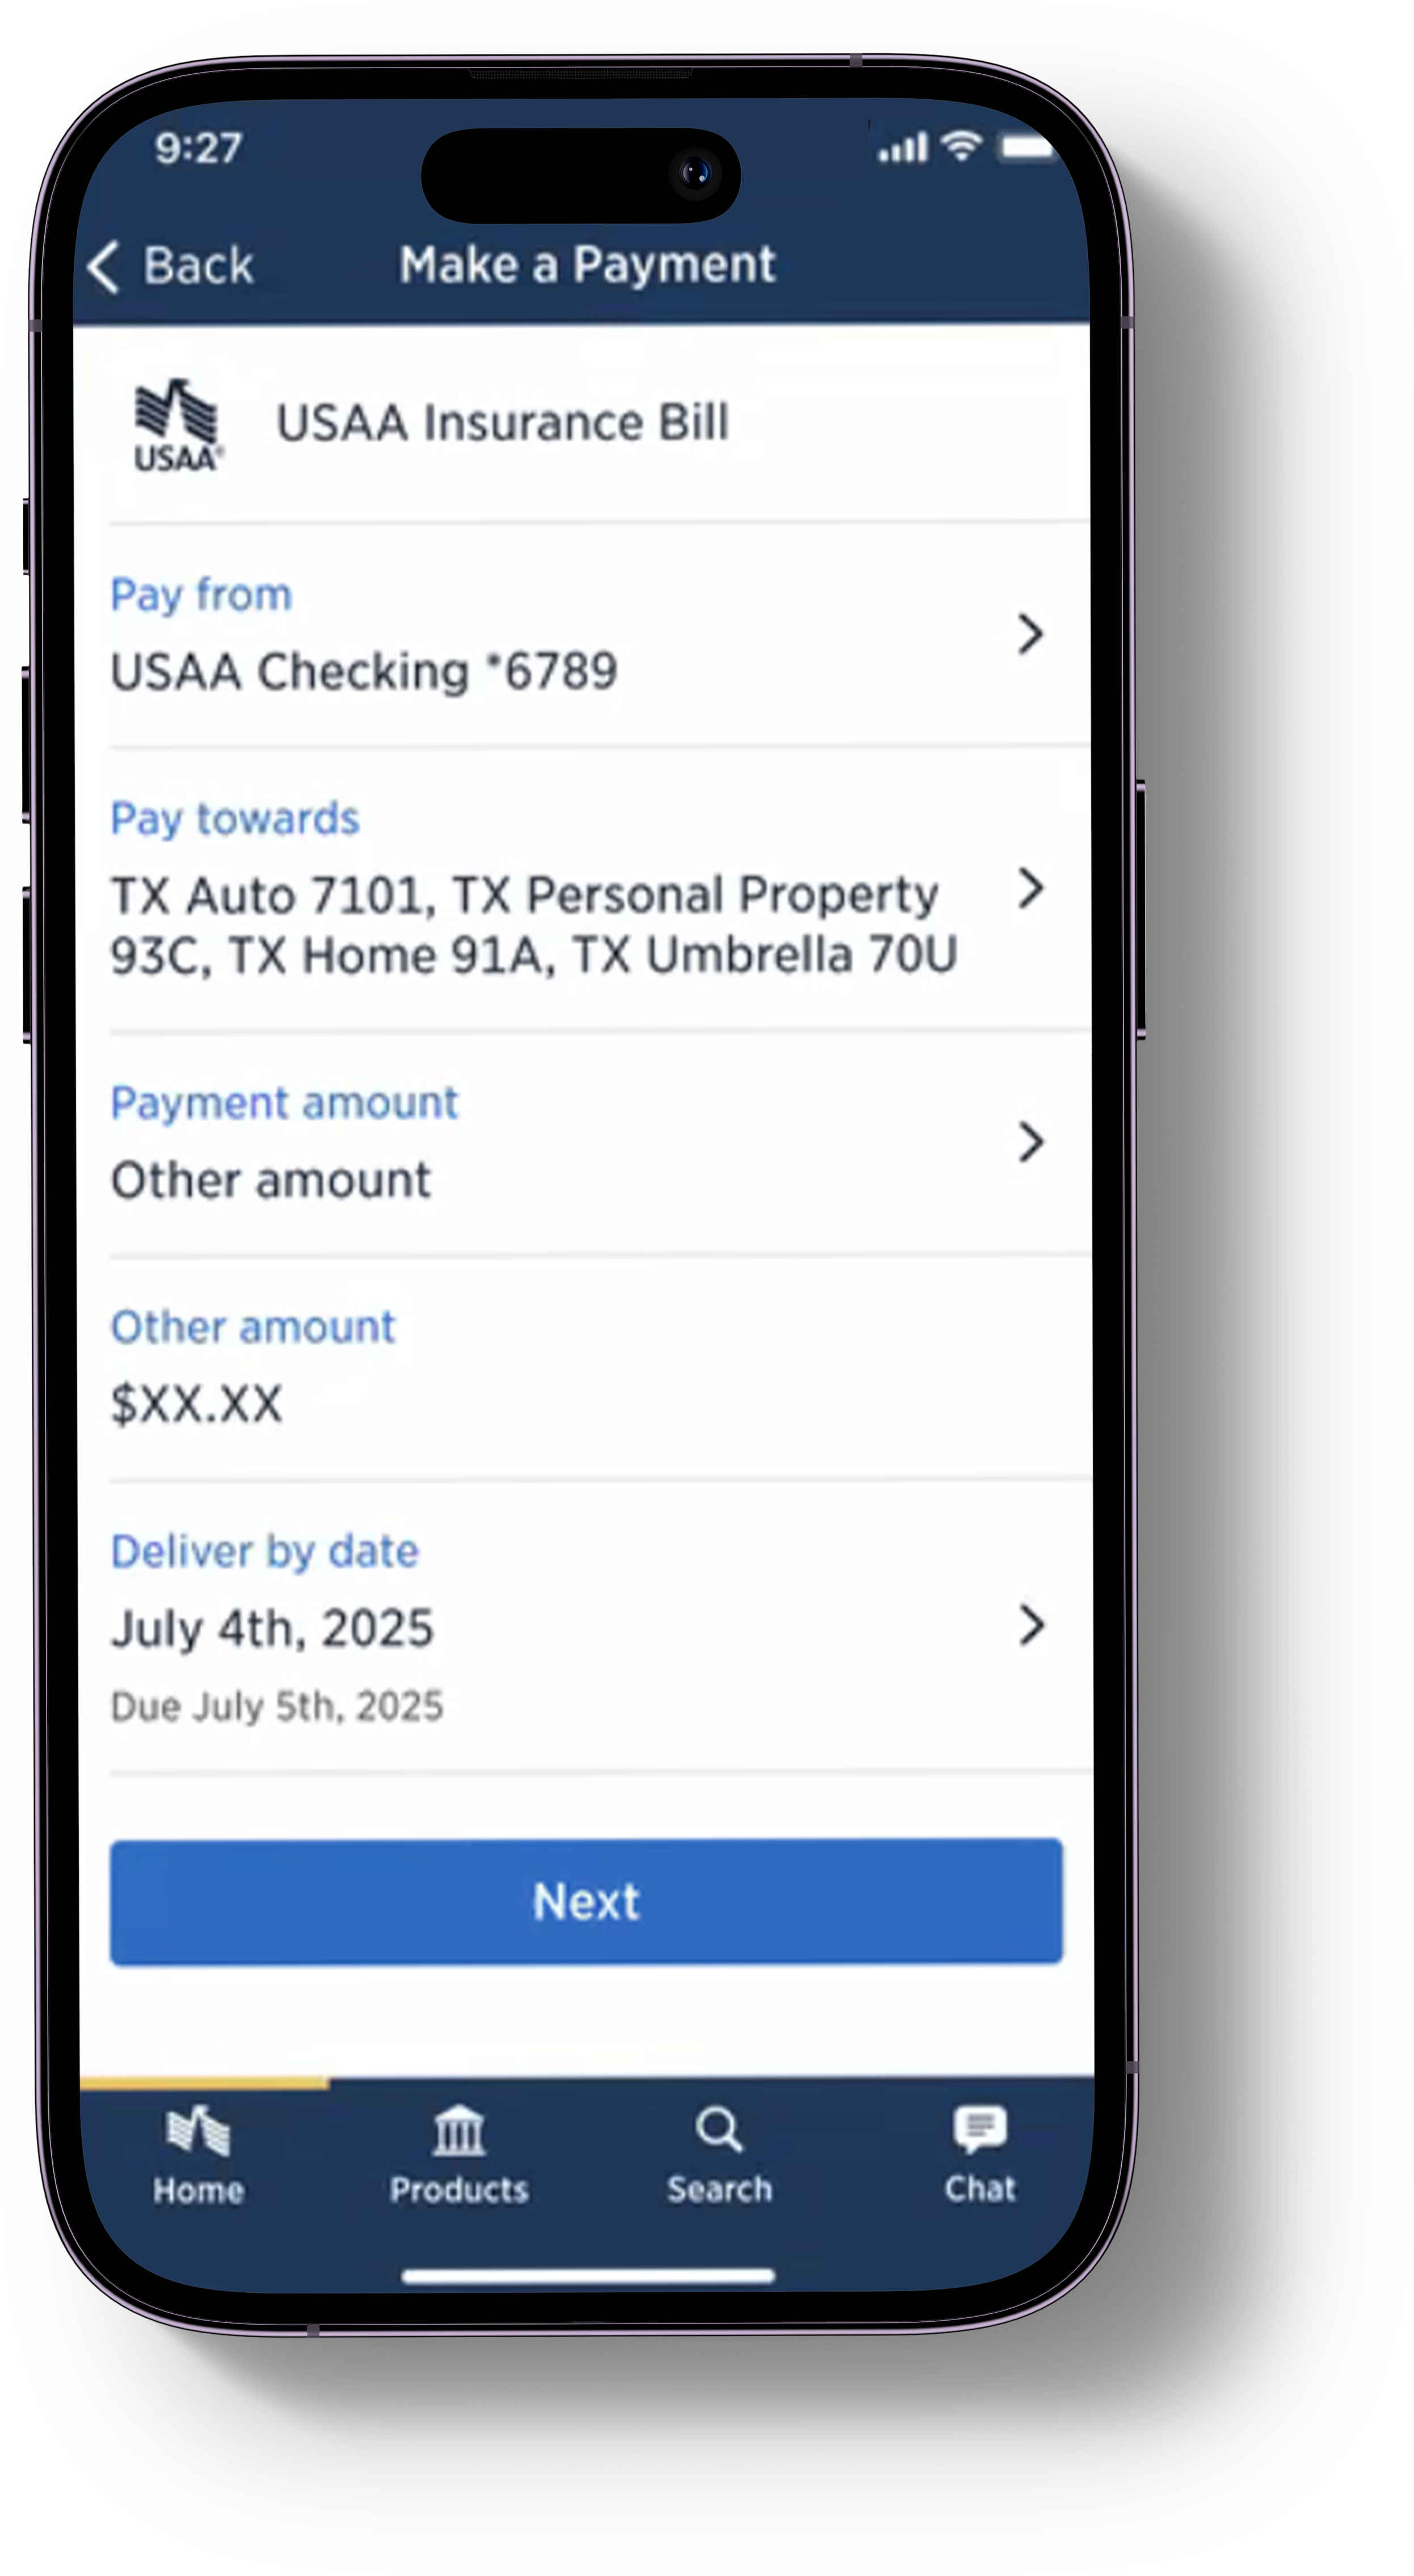 9:27
Back
Make a Payment
USAA®
USAA Insurance Bill
Pay from
USAA Checking *6789
Pay towards
TX Auto 7101, TX Personal Property
93C, TX Home 91A, TX Umbrella 70U
Payment amount
Other amount
Other amount
$XX.XX
Deliver by date
July 4th, 2025
Due July 5th, 2025
Next
Home
Products
Search
Chat